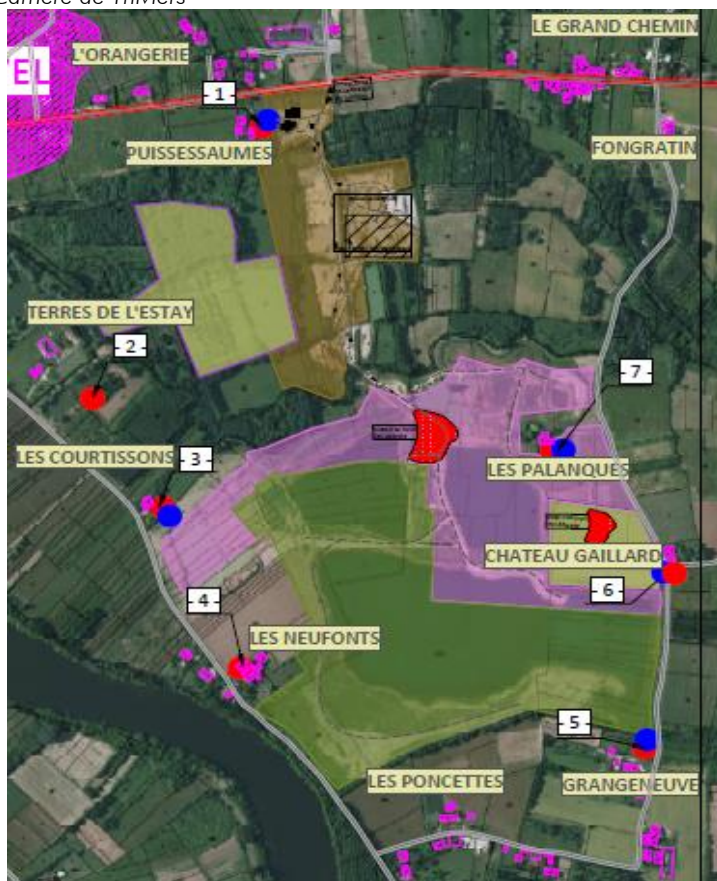 Carrière de Thiviers
LE GRAND CHEMIN
L'ORANGERIE
EL
- 1 -
PUISSESSAUMES
FONGRATIN
TERRES DE L'ESTAY
- 2 -
- 7 -
LES COURTISSONS
- 3 -
LES PALANQUES
CHATEAU GAILLARD
- 4 -
- 6 -
LES NEUFONTS
- 5 -
LES PONCETTES
GRANGENEUVE